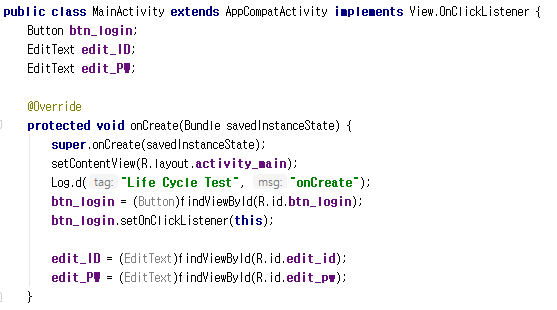 public class MainActivity extends AppCompatActivity implements View.OnClickListener {
Button btn_login;
EditText edit_ID;
EditText edit_PW;
@Override
protected void onCreate(Bundle savedInstanceState) {
super.onCreate(savedInstanceState);
setContentView(R.layout.activity_main);
Log.d( tag: "Life Cycle Test", msg: "onCreate");
btn_login = (Button)findViewById(R.id.btn_login);
btn_login.setOnClickListener(this);
edit_ID = (EditText)findViewById(R.id.edit_id);
edit_PW = (EditText)findViewById(R.id.edit_pw);
}